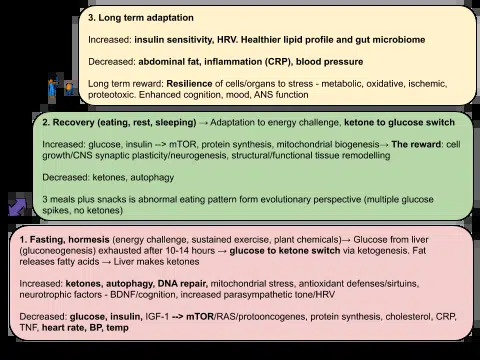 3. Long term adaptation
Increased: insulin sensitivity, HRV. Healthier lipid profile and gut microbiome
Decreased: abdominal fat, inflammation (CRP), blood pressure
Long term reward: Resilience of cells/organs to stress - metabolic, oxidative, ischemic,
proteotoxic. Enhanced cognition, mood, ANS function
2. Recovery (eating, rest, sleeping) → Adaptation to energy challenge, ketone to glucose switch
Increased: glucose, insulin --> mTOR, protein synthesis, mitochondrial biogenesis→ The reward: cell
growth/CNS synaptic plasticity/neurogenesis, structural/functional tissue remodelling
Decreased: ketones, autophagy
3 meals plus snacks is abnormal eating pattern form evolutionary perspective (multiple glucose
spikes, no ketones)
1. Fasting, hormesis (energy challenge, sustained exercise, plant chemicals)→ Glucose from liver
(gluconeogenesis) exhausted after 10-14 hours → glucose to ketone switch via ketogenesis. Fat
releases fatty acids → Liver makes ketones
Increased: ketones, autophagy, DNA repair, mitochondrial stress, antioxidant defenses/sirtuins,
neurotrophic factors - BDNF/cognition, increased parasympathetic tone/HRV
Decreased: glucose, insulin, IGF-1 --> mTOR/RAS/protooncogenes, protein synthesis, cholesterol, CRP,
TNF, heart rate, BP, temp